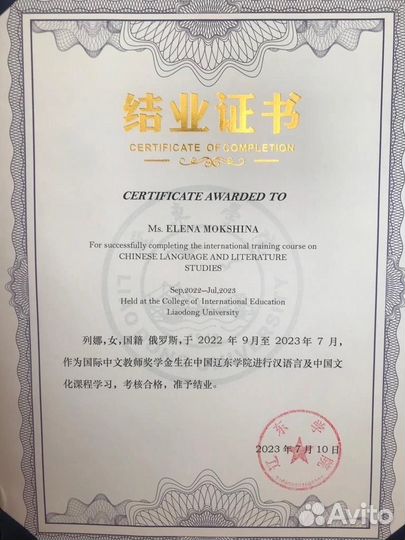 结业证书
CERTIFICATE OF COMPLETION
CERTIFICATE AWARDED TO
Ms. ELENA MOKSHINA
For successfully completing the international training course on
CHINESE LANGUAGE AND LITERATURE
STUDIES
Sep,2022—Jul,2023
Held at the College of International Education
Liaodong University
列娜,女,国籍 俄罗斯,于 2022 年 9月至 2023 年 7 月,
作为国际中文教师奖学金生在中国辽东学院进行汉语言及中国文
化课程学习，考核合格，准予结业。
辽东学院
2023 年 7 月 10 日
Avito